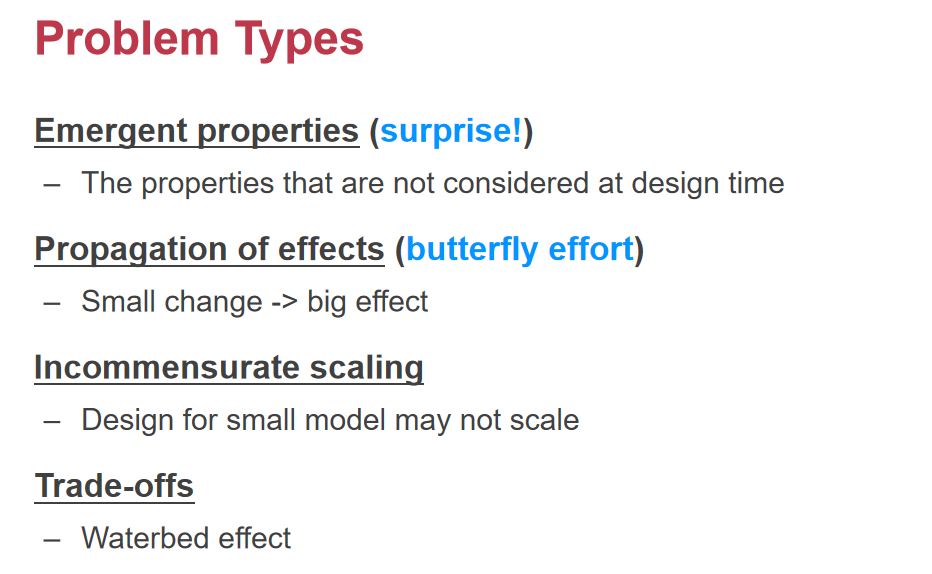 Problem Types
Emergent properties (surprise!)
– The properties that are not considered at design time
Propagation of effects (butterfly effort)
– Small change -> big effect
Incommensurate scaling
– Design for small model may not scale
Trade-offs
– Waterbed effect